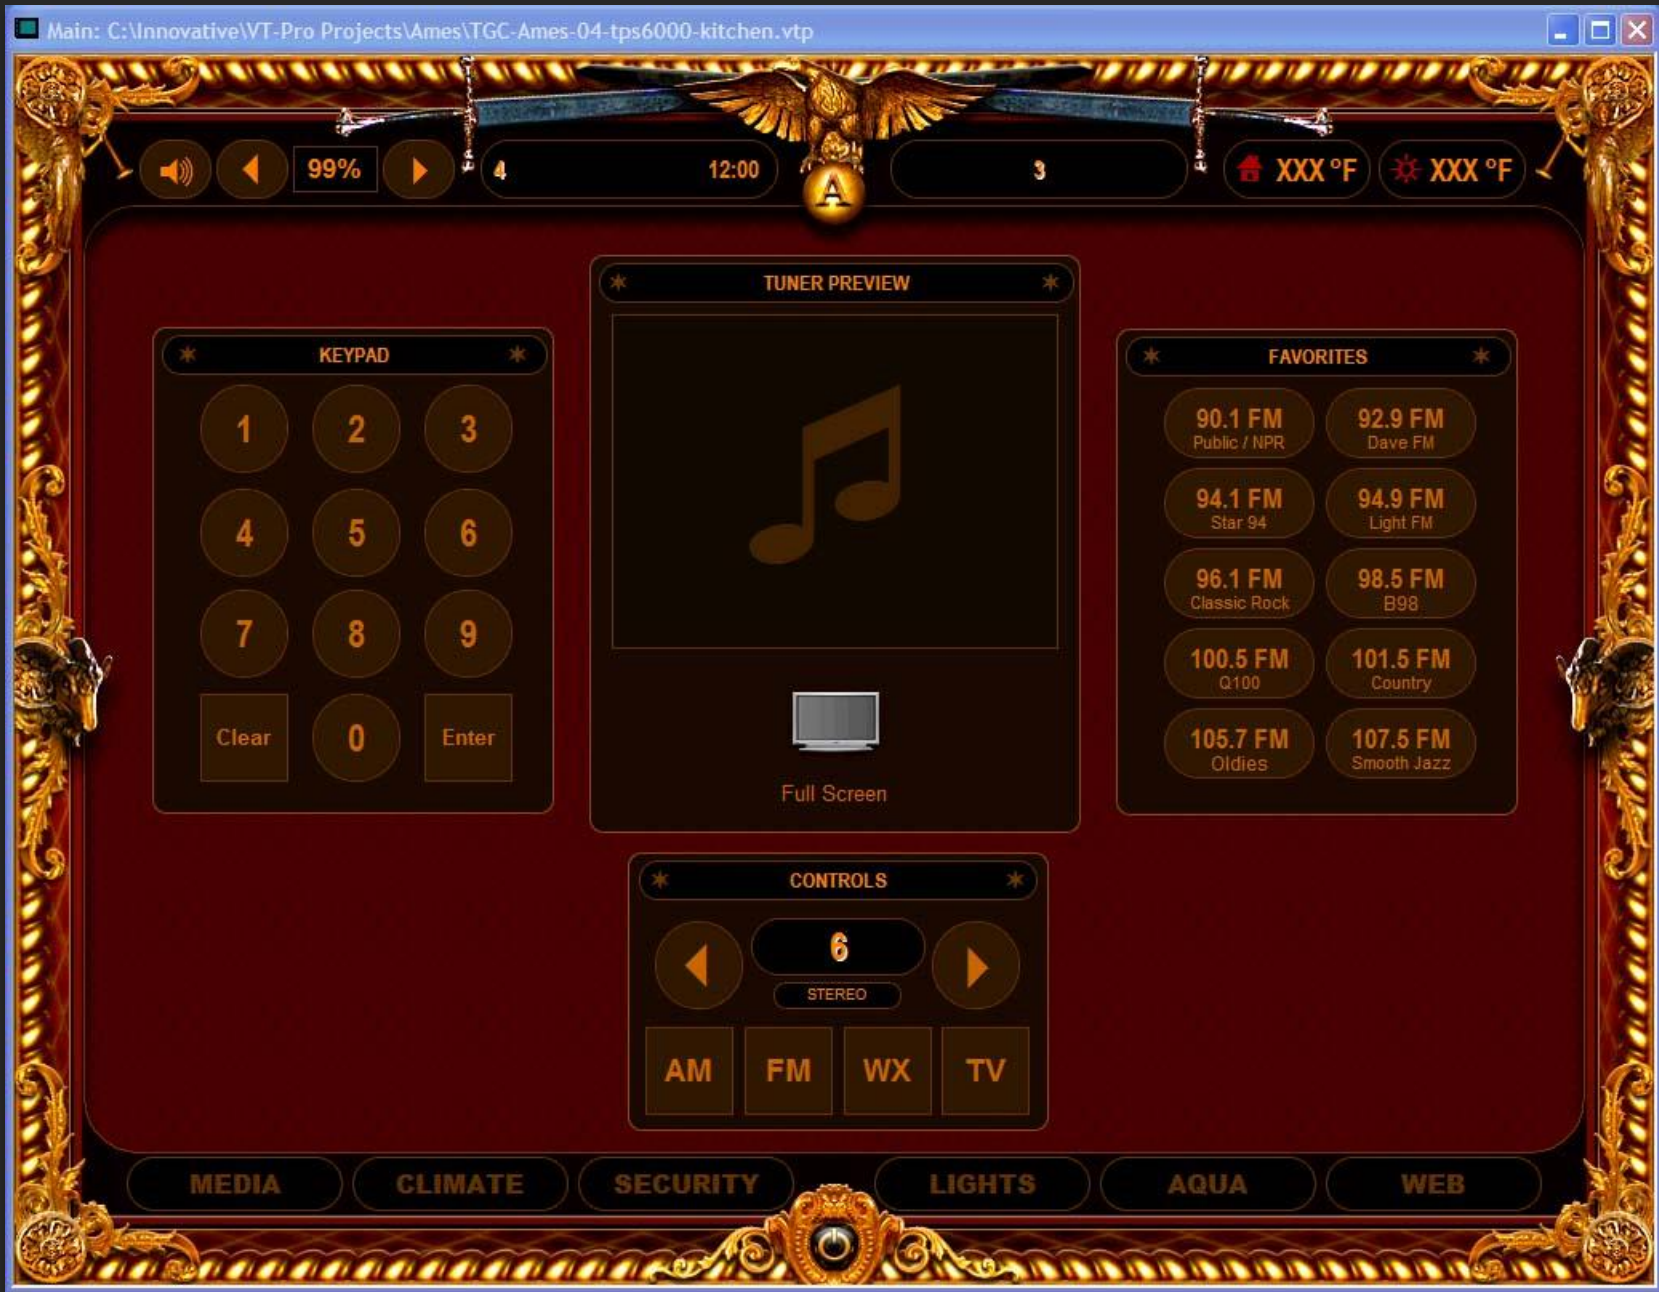 Main: C:\Innovative\VT-Pro Projects\Ames\TGC-Ames-04-tps6000-kitchen.vtp
99%
4 12:00
A
3
XXX °F
XXX °F
KEYPAD
1 2 3
4 5 6
7 8 9
Clear 0 Enter
TUNER PREVIEW
Full Screen
FAVORITES
90.1 FM
Public / NPR
92.9 FM
Dave FM
94.1 FM
Star 94
94.9 FM
Light FM
96.1 FM
Classic Rock
98.5 FM
B98
100.5 FM
Q100
101.5 FM
Country
105.7 FM
Oldies
107.5 FM
Smooth Jazz
CONTROLS
6
STEREO
AM FM WX TV
MEDIA CLIMATE SECURITY LIGHTS AQUA WEB